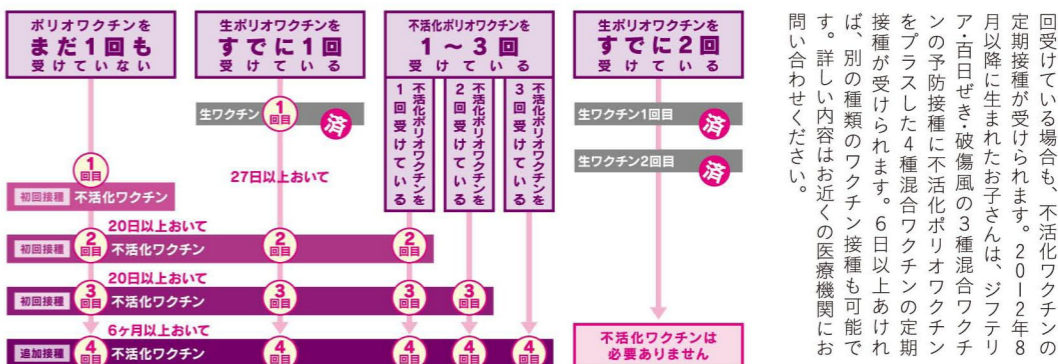 ポリオワクチンを
まだ1回も
受けていない
生ポリオワクチンを
すでに1回
受けている
不活化ポリオワクチンを
1～3回
受けている
生ポリオワクチンを
すでに2回
受けている
不活化ポリオワクチンを
1回受けている
不活化ポリオワクチンを
2回受けている
不活化ポリオワクチンを
3回受けている
生ワクチン 1回目 済
生ワクチン1回目 済
生ワクチン2回目 済
27日以上おいて
1回目
初回接種 不活化ワクチン
20日以上おいて
初回接種 2回目 不活化ワクチン 2回目 2回目
20日以上おいて
初回接種 3回目 不活化ワクチン 3回目 3回目 3回目
6ヶ月以上おいて
追加接種 4回目 不活化ワクチン 4回目 4回目 4回目 4回目
不活化ワクチンは
必要ありません
回受けている場合も、不活化ワクチンの
定期接種が受けられます。2012年8
月以降に生まれたお子さんは、ジフテリ
ア・百日ぜき・破傷風の3種混合ワクチ
ンの予防接種に不活化ポリオワクチン
をプラスした4種混合ワクチンの定期
接種が受けられます。6日以上あけれ
ば、別の種類のワクチン接種も可能で
す。詳しい内容はお近くの医療機関にお
問い合わせください。